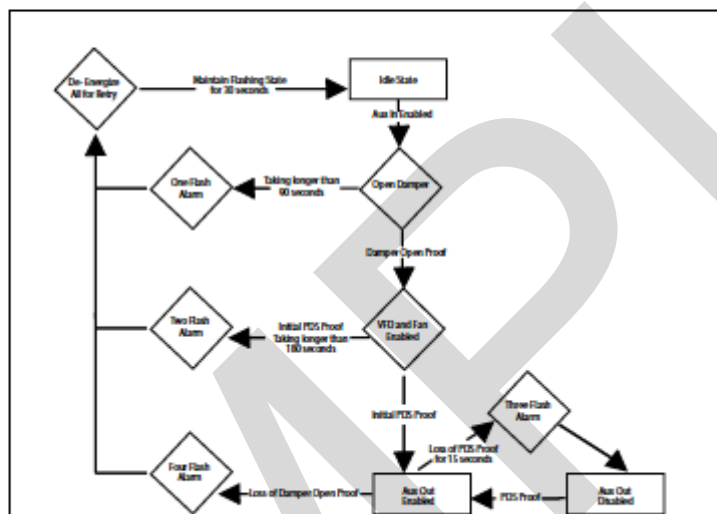 De-Energize
All for Retry
Maintain Flashing State
for 30 seconds
Idle State
Aux In Enabled
One Flash
Alarm
Taking longer than
90 seconds
Open Damper
Damper Open Proof
Two Flash
Alarm
Initial PDS Proof
Taking longer than
180 seconds
VFD and Fan
Enabled
Initial PDS Proof
Three Flash
Alarm
Loss of PDS Proof
for 15 seconds
Four Flash
Alarm
Loss of Damper Open Proof
Aux Out
Enabled
PDS Proof
Aux Out
Disabled